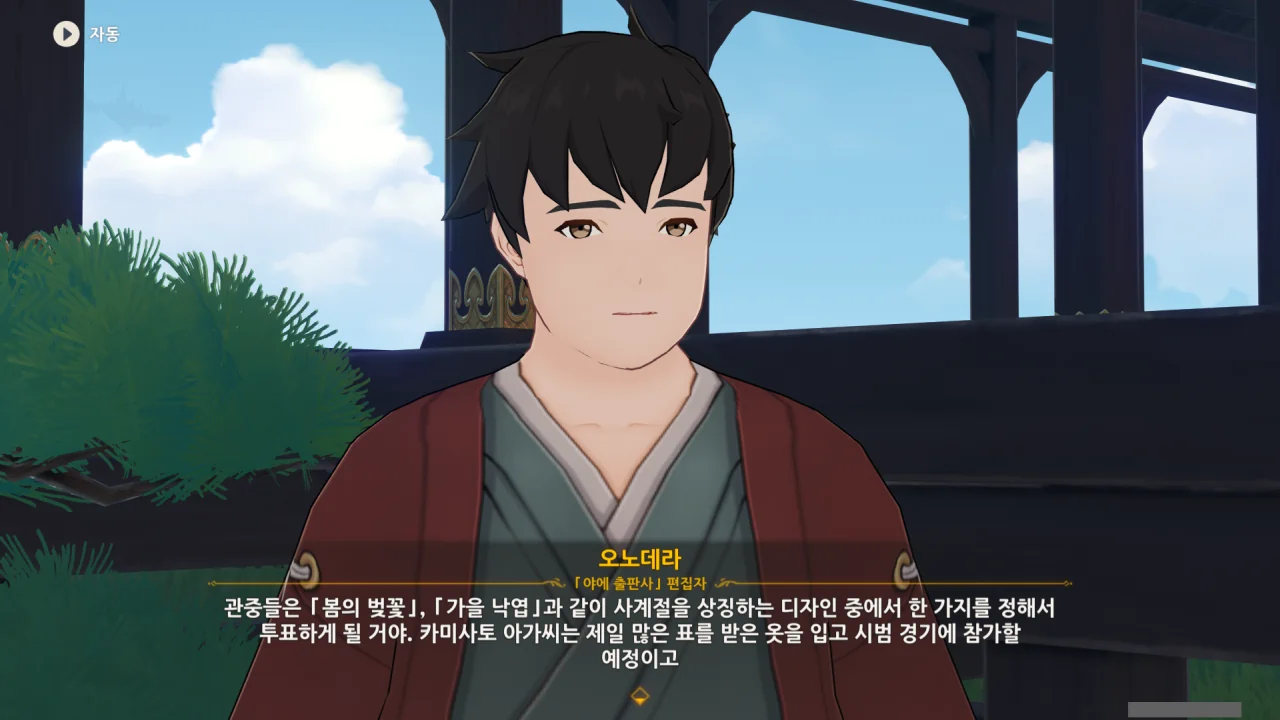 자동
오노데라
「야에 출판사」 편집자
관중들은 「봄의 벚꽃」, 「가을 낙엽」과 같이 사계절을 상징하는 디자인 중에서 한 가지를 정해서
투표하게 될 거야. 카미사토 아가씨는 제일 많은 표를 받은 옷을 입고 시범 경기에 참가할
예정이고